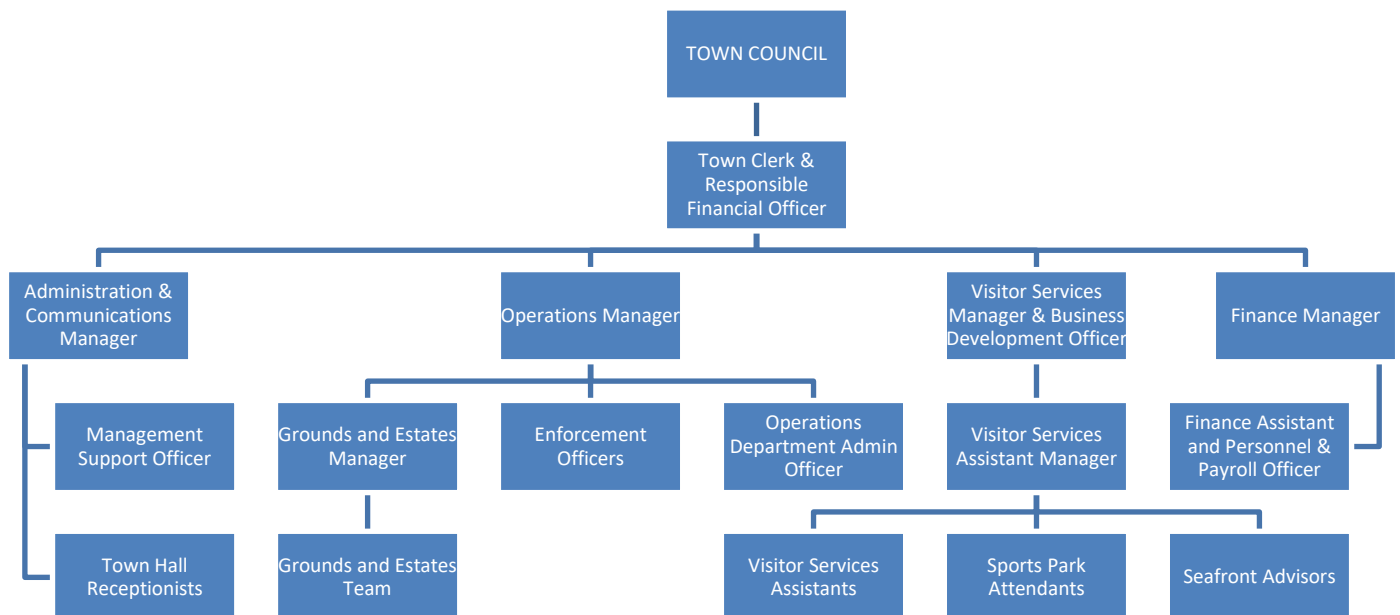 TOWN COUNCIL
Town Clerk &
Responsible
Financial Officer
Administration &
Communications
Manager
Operations Manager
Visitor Services
Manager & Business
Development Officer
Finance Manager
Management
Support Officer
Grounds and Estates
Manager
Enforcement
Officers
Operations
Department Admin
Officer
Visitor Services
Assistant Manager
Finance Assistant
and Personnel &
Payroll Officer
Town Hall
Receptionists
Grounds and Estates
Team
Visitor Services
Assistants
Sports Park
Attendants
Seafront Advisors